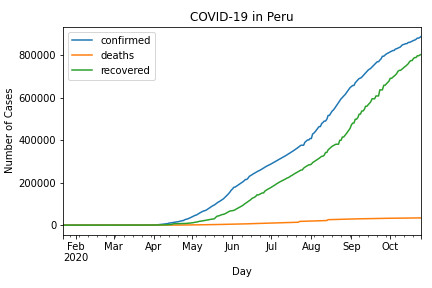 COVID-19 in Peru
confirmed
deaths
recovered
Number of Cases
800000
600000
400000
200000
0
Feb Mar Apr May Jun Jul Aug Sep Oct
2020
Day